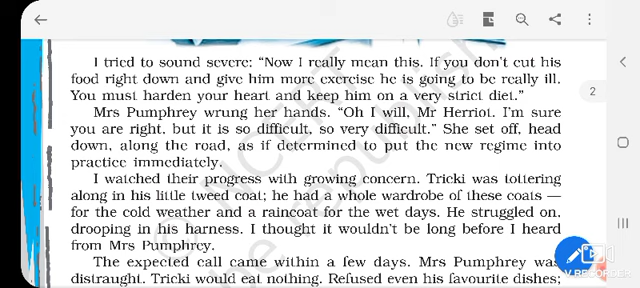 I tried to sound severe: “Now I really mean this. If you don't cut his
food right down and give him more exercise he is going to be really ill.
You must harden your heart and keep him on a very strict diet.”
Mrs Pumphrey wrung her hands. “Oh I will, Mr Herriot. I'm sure
you are right, but it is so difficult, so very difficult.” She set off, head
down, along the road, as if determined to put the new regime into
practice immediately.
I watched their progress with growing concern. Tricki was tottering
along in his little tweed coat; he had a whole wardrobe of these coats —
for the cold weather and a raincoat for the wet days. He struggled on,
drooping in his harness. I thought it wouldn't be long before I heard
from Mrs Pumphrey.
The expected call came within a few days. Mrs Pumphrey was
distraught. Tricki would eat nothing. Refused even his favourite dishes;
2
V RECORDER